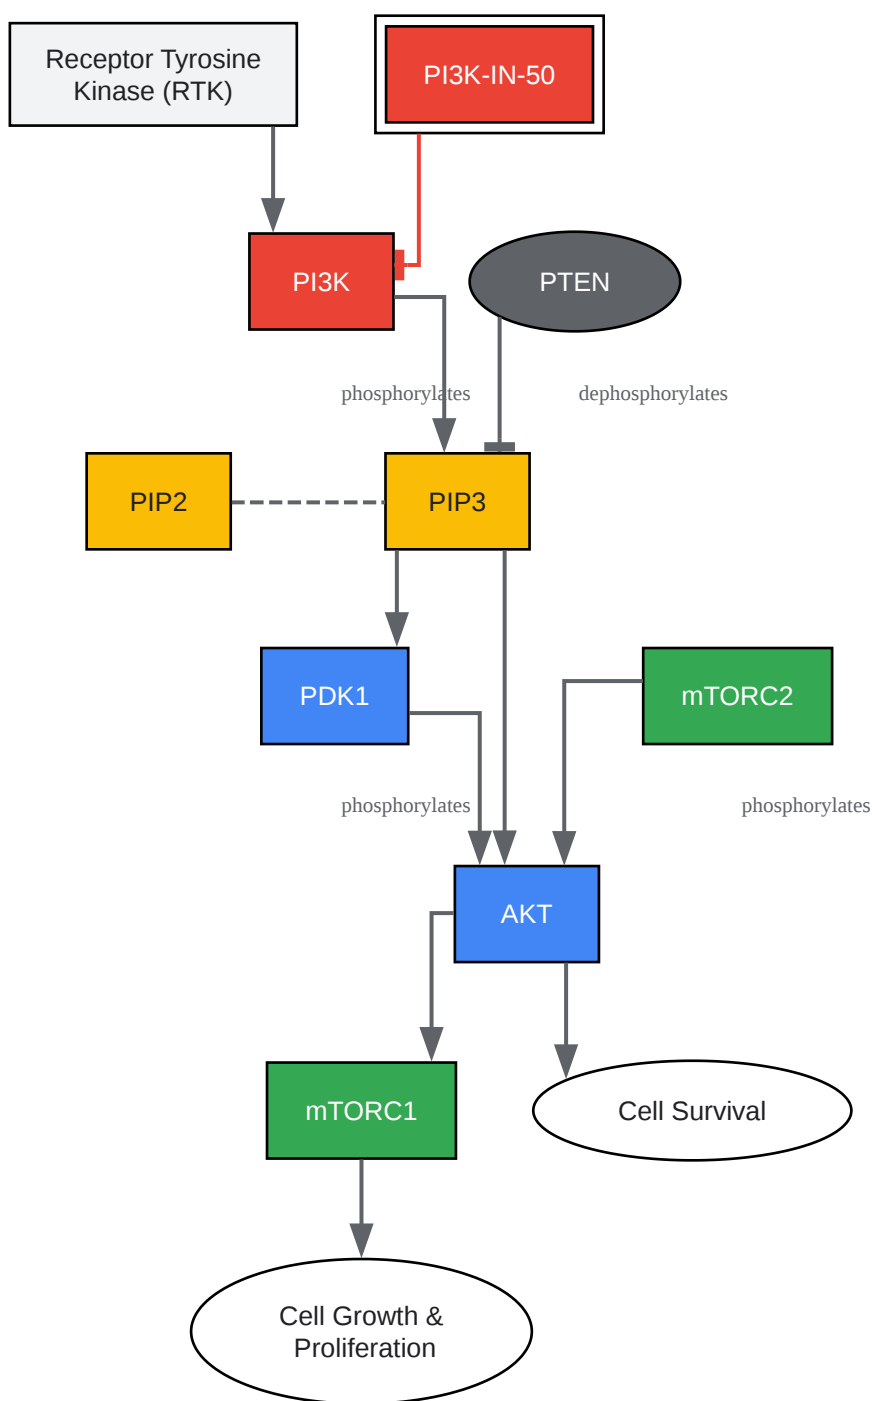 Receptor Tyrosine
Kinase (RTK)
PI3K-IN-50
PI3K
PTEN
phosphorylates
dephosphorylates
PIP2
PIP3
PDK1
mTORC2
phosphorylates
phosphorylates
AKT
mTORC1
Cell Survival
Cell Growth &
Proliferation